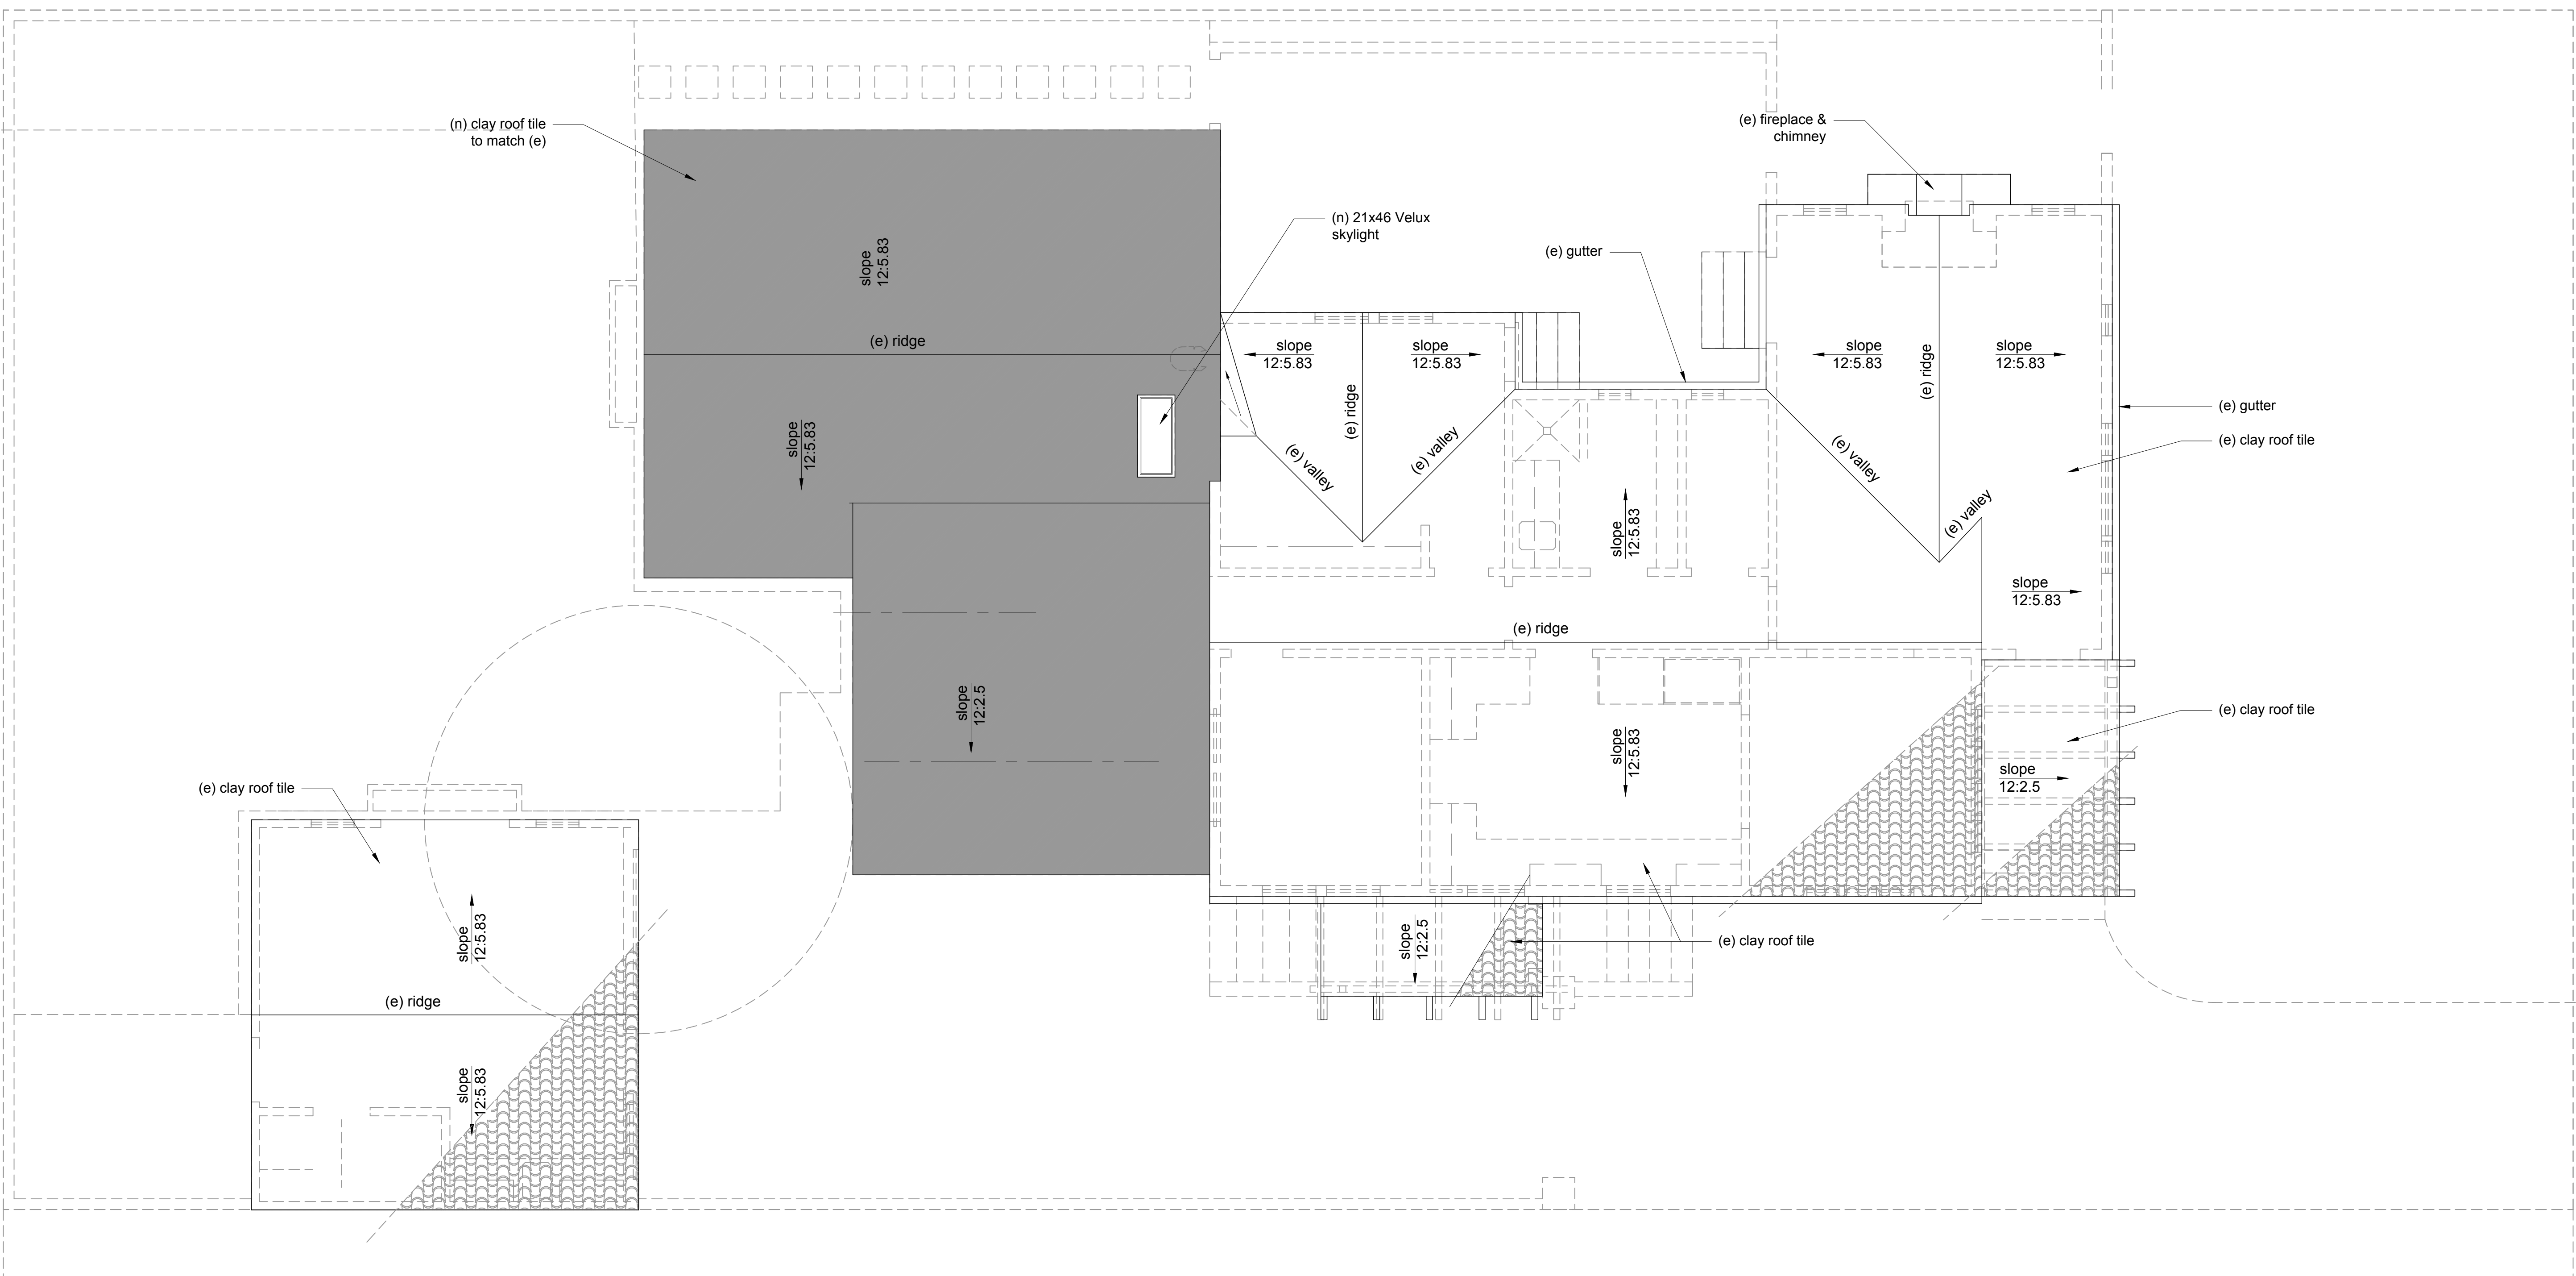 (n) clay roof tile
to match (e)
(e) fireplace &
chimney
(n) 21x46 Velux
skylight
(e) gutter
slope
12:5.83
(e) ridge
slope
12:5.83
slope
12:5.83
slope
12:5.83
(e) ridge
slope
12:5.83
slope
12:5.83
(e) ridge
(e) gutter
(e) clay roof tile
slope
12:5.83
(e) valley
(e) valley
(e) valley
(e) valley
slope
12:5.83
slope
12:5.83
(e) ridge
slope
12:2.5
slope
12:5.83
(e) clay roof tile
slope
12:2.5
(e) clay roof tile
slope
12:5.83
slope
12:2.5
(e) clay roof tile
(e) ridge
slope
12:5.83